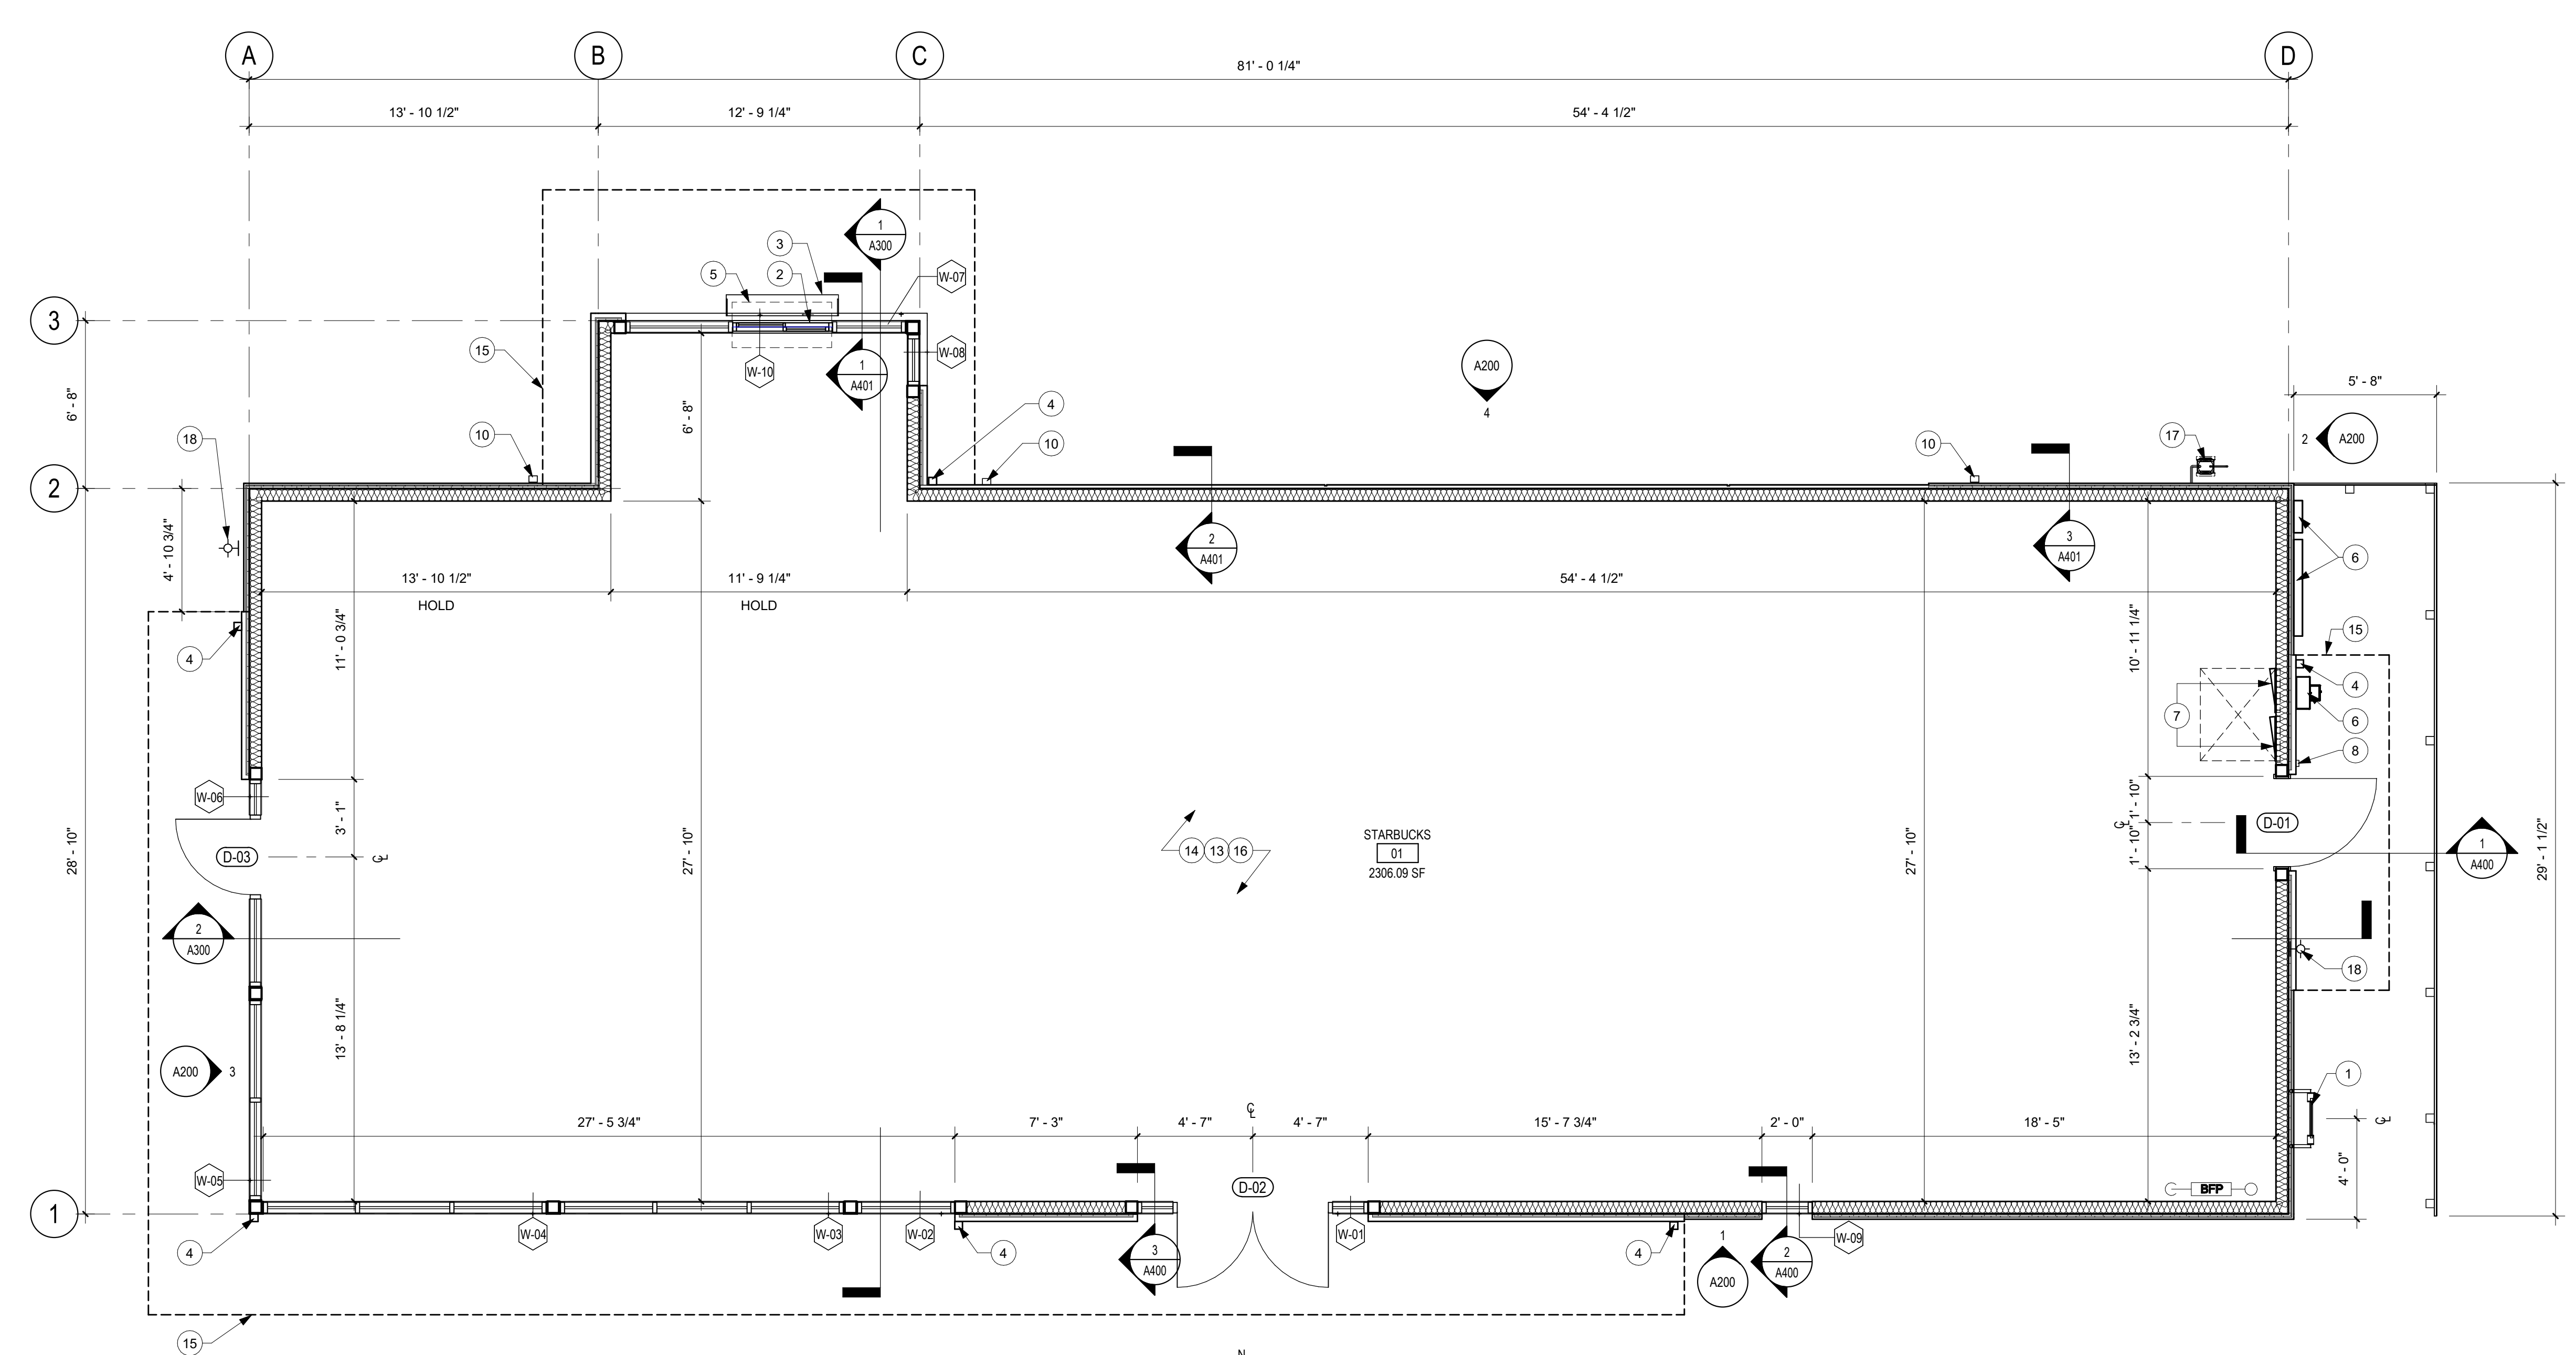 A
B
C
D
81' - 0 1/4"
13' - 10 1/2"
12' - 9 1/4"
54' - 4 1/2"
1
A300
3
5
2
W-07
3
15
W-08
W-10
1
A401
A200
4
5' - 8"
6' - 8"
6' - 8"
4
10
10
10
17
2
A200
18
2
4' - 10 3/4"
2
A401
3
A401
6
13' - 10 1/2"
HOLD
11' - 9 1/4"
HOLD
54' - 4 1/2"
4
11' - 0 3/4"
10' - 11 1/4"
15
4
7
6
8
W-06
3' - 1"
1' - 10"
1' - 10"
D-01
D-03
28' - 10"
27' - 10"
14
13
16
STARBUCKS
01
2306.09 SF
27' - 10"
1
A400
29' - 1 1/2"
2
A300
18
13' - 8 1/4"
13' - 2 3/4"
A200
3
1
27' - 5 3/4"
7' - 3"
4' - 7"
4' - 7"
15' - 7 3/4"
2' - 0"
18' - 5"
4' - 0"
W-05
D-02
BFP
1
W-04
W-03
W-02
W-01
W-09
4
4
3
A400
4
1
A200
2
A400
15
N